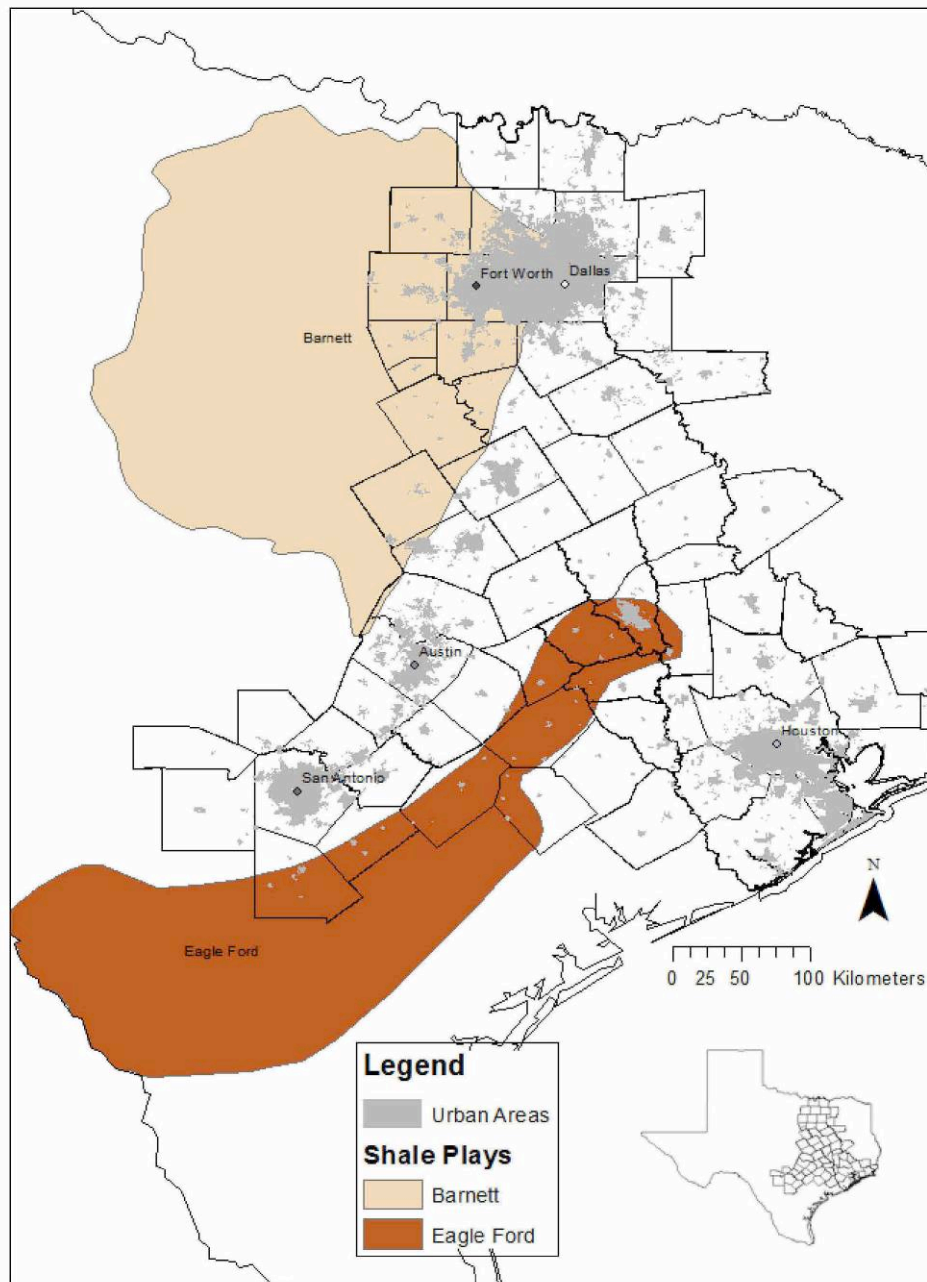 Fort Worth
Dallas
Barnett
Austin
Houston
San Antonio
N
Eagle Ford
0 25 50 100 Kilometers
Legend
Urban Areas
Shale Plays
Barnett
Eagle Ford